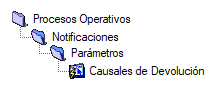 Procesos Operativos
Notificaciones
Parámetros
Causales de Devolución